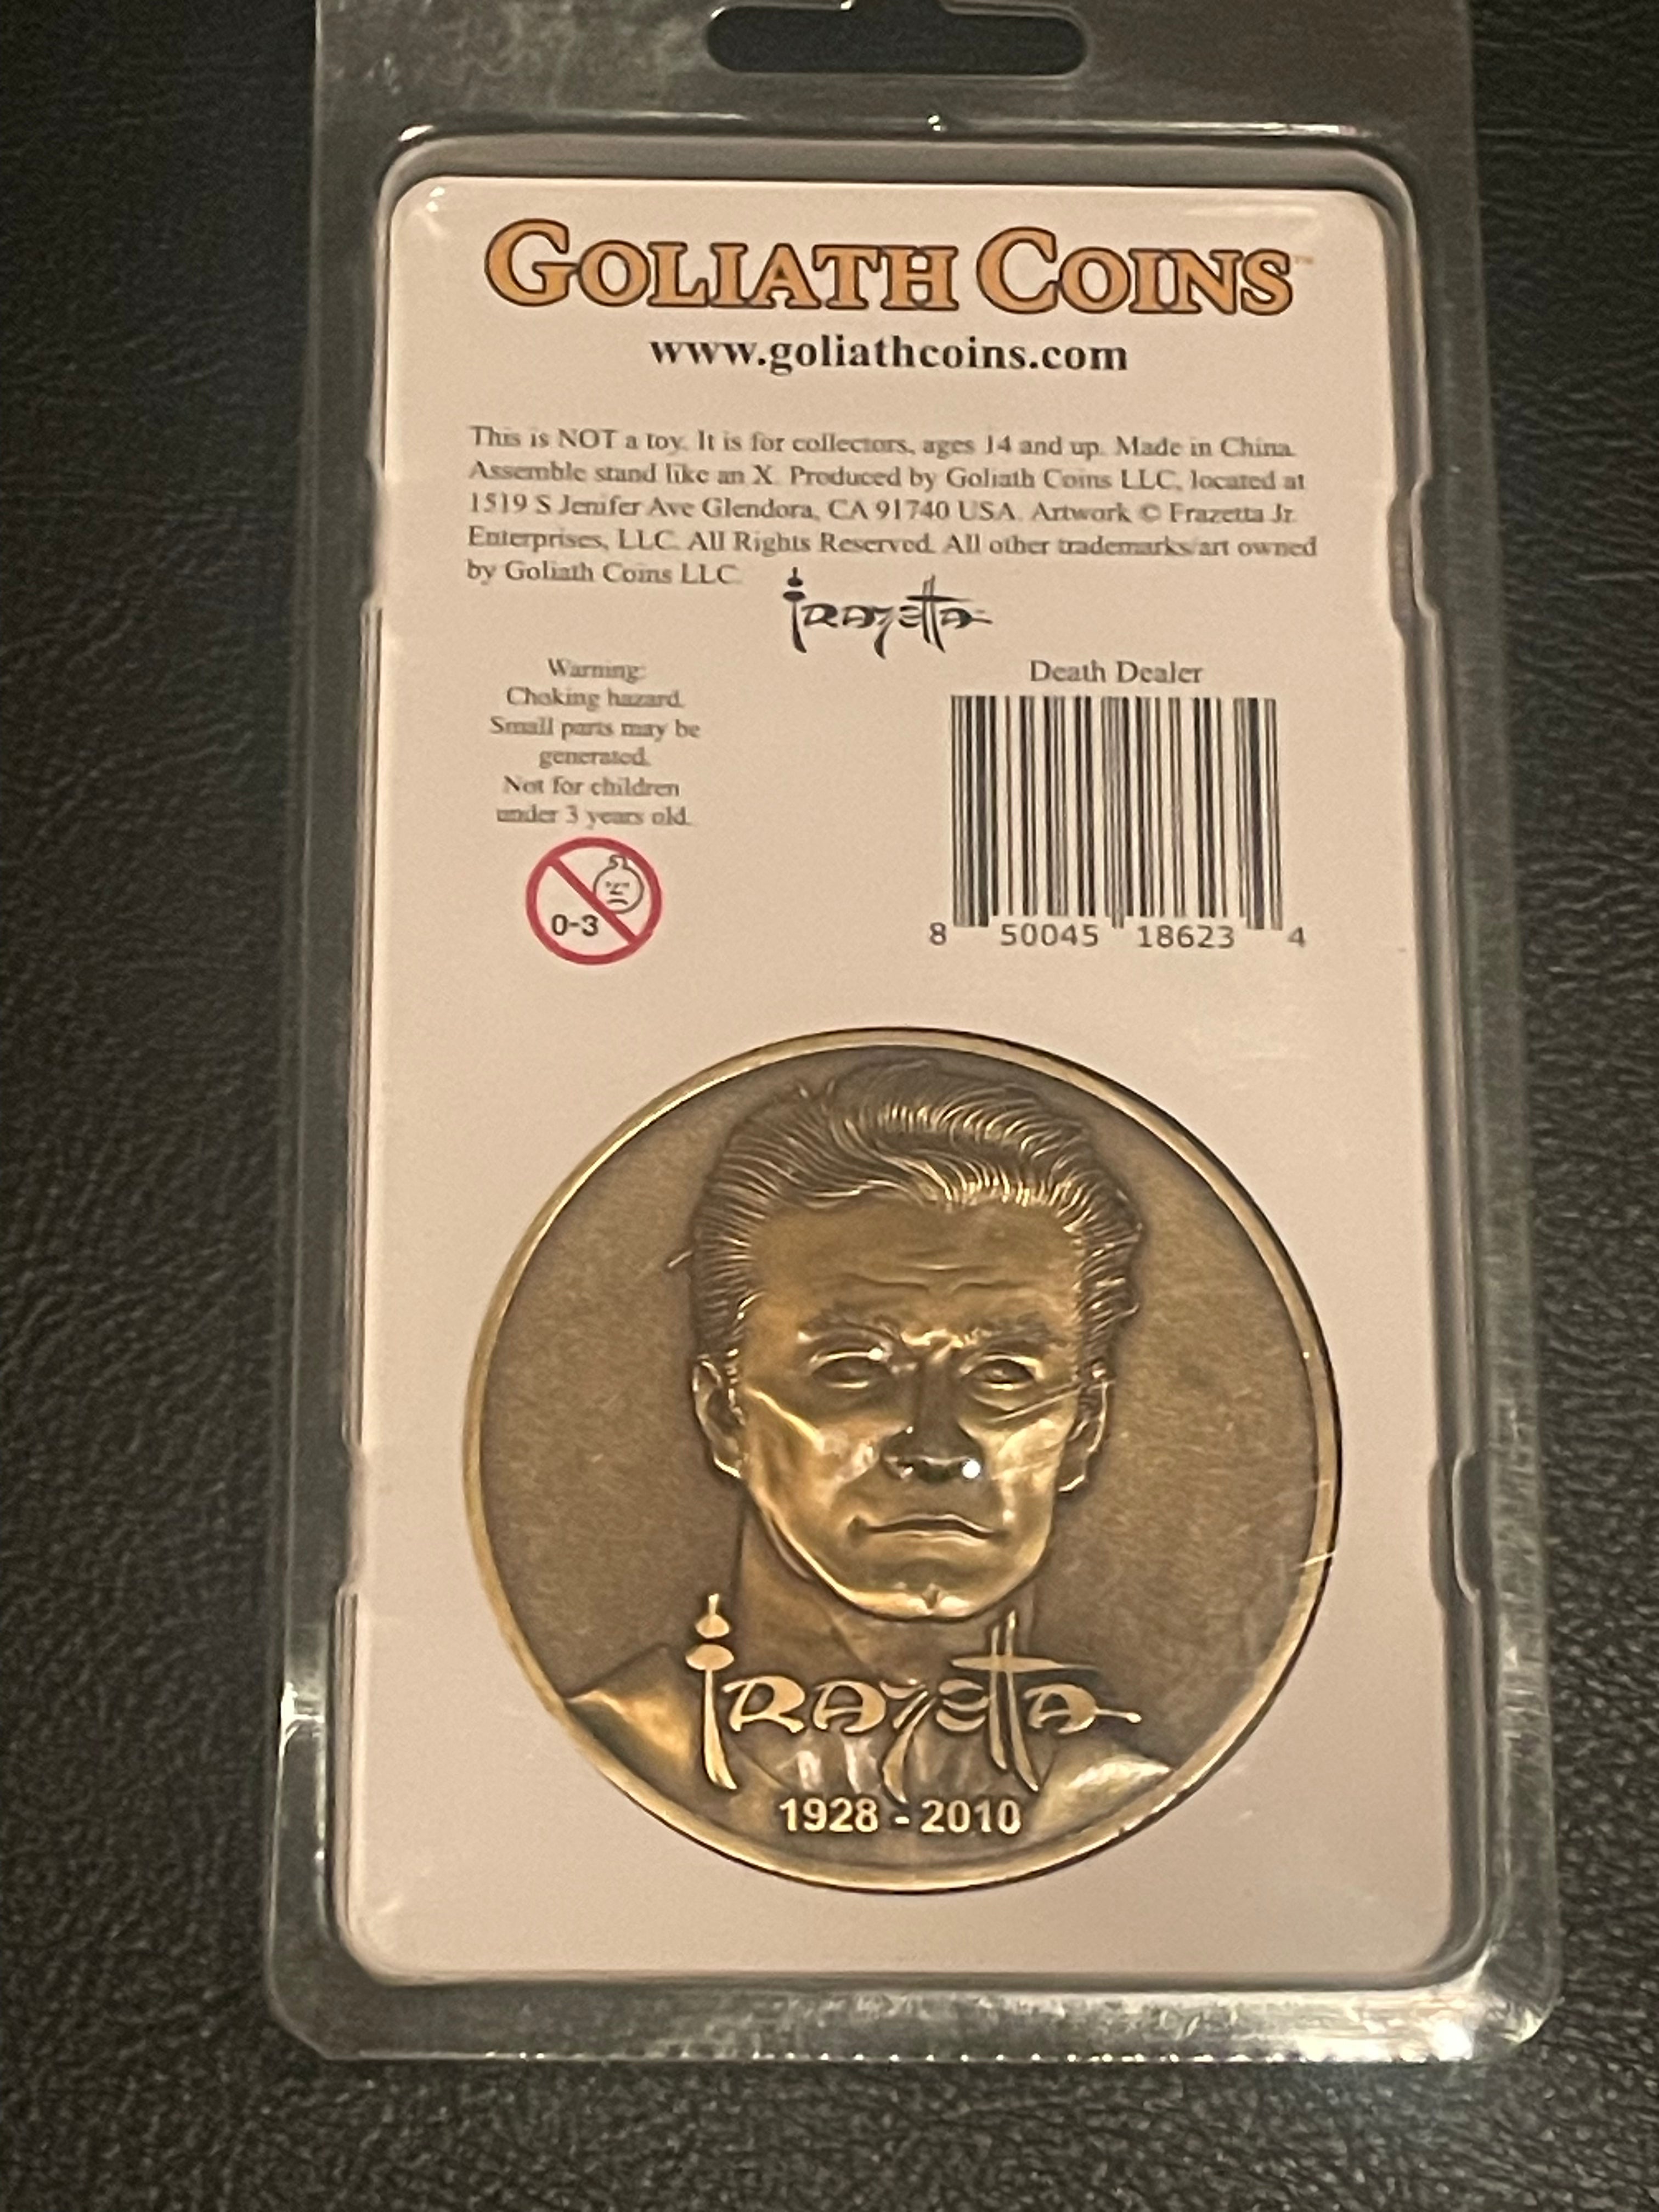 GOLIATH COINS™
www.goliathcoins.com
This is NOT a toy. It is for collectors, ages 14 and up. Made in China.
Assemble stand like an X. Produced by Goliath Coins LLC, located at
1519 S Jenifer Ave Glendora, CA 91740 USA. Artwork © Frazetta Jr.
Enterprises, LLC. All Rights Reserved. All other trademarks/art owned
by Goliath Coins LLC.
Frazetta
Warning:
Choking hazard.
Small parts may be
generated.
Not for children
under 3 years old.
0-3
Death Dealer
8 50045 18623 4
Frazetta
1928 - 2010